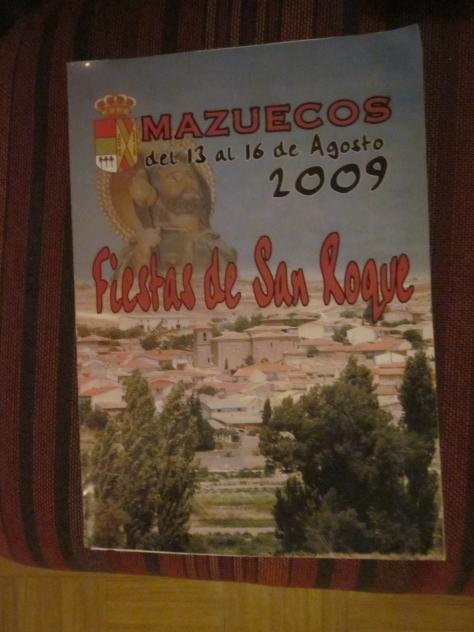 MAZUECOS
del 13 al 16 de Agosto
2009
Fiestas de San Roque